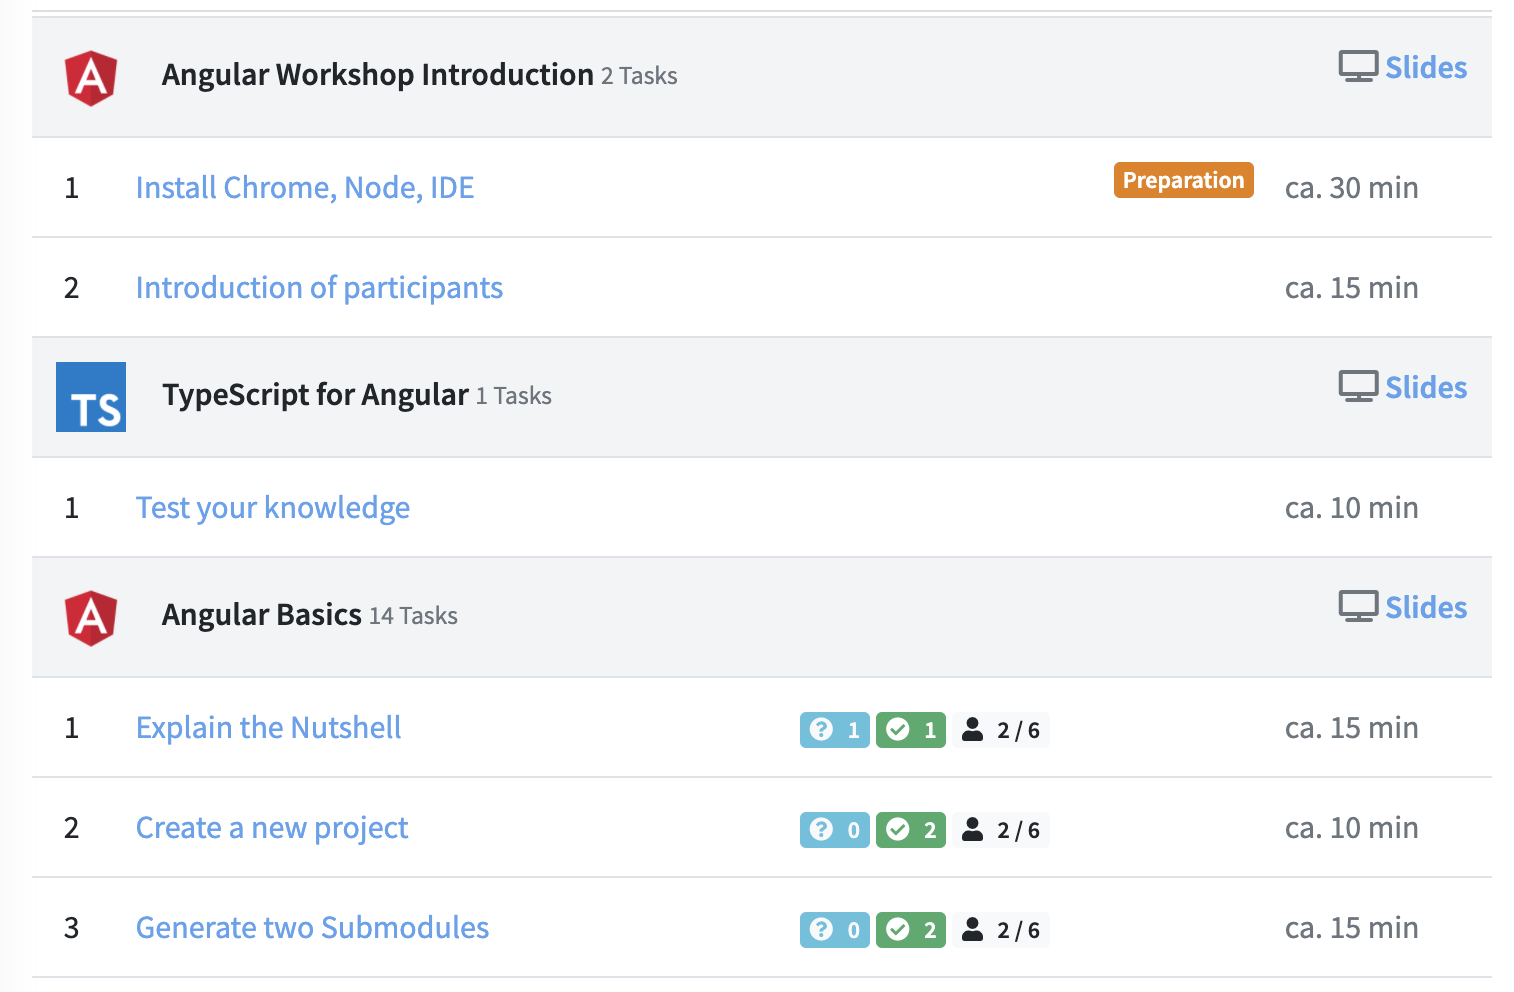 Angular Workshop Introduction 2 Tasks Slides
1 Install Chrome, Node, IDE Preparation ca. 30 min
2 Introduction of participants ca. 15 min
TS TypeScript for Angular 1 Tasks Slides
1 Test your knowledge ca. 10 min
A Angular Basics 14 Tasks Slides
1 Explain the Nutshell ? 1 1 2 / 6 ca. 15 min
2 Create a new project ? 0 2 2 / 6 ca. 10 min
3 Generate two Submodules ? 0 2 2 / 6 ca. 15 min